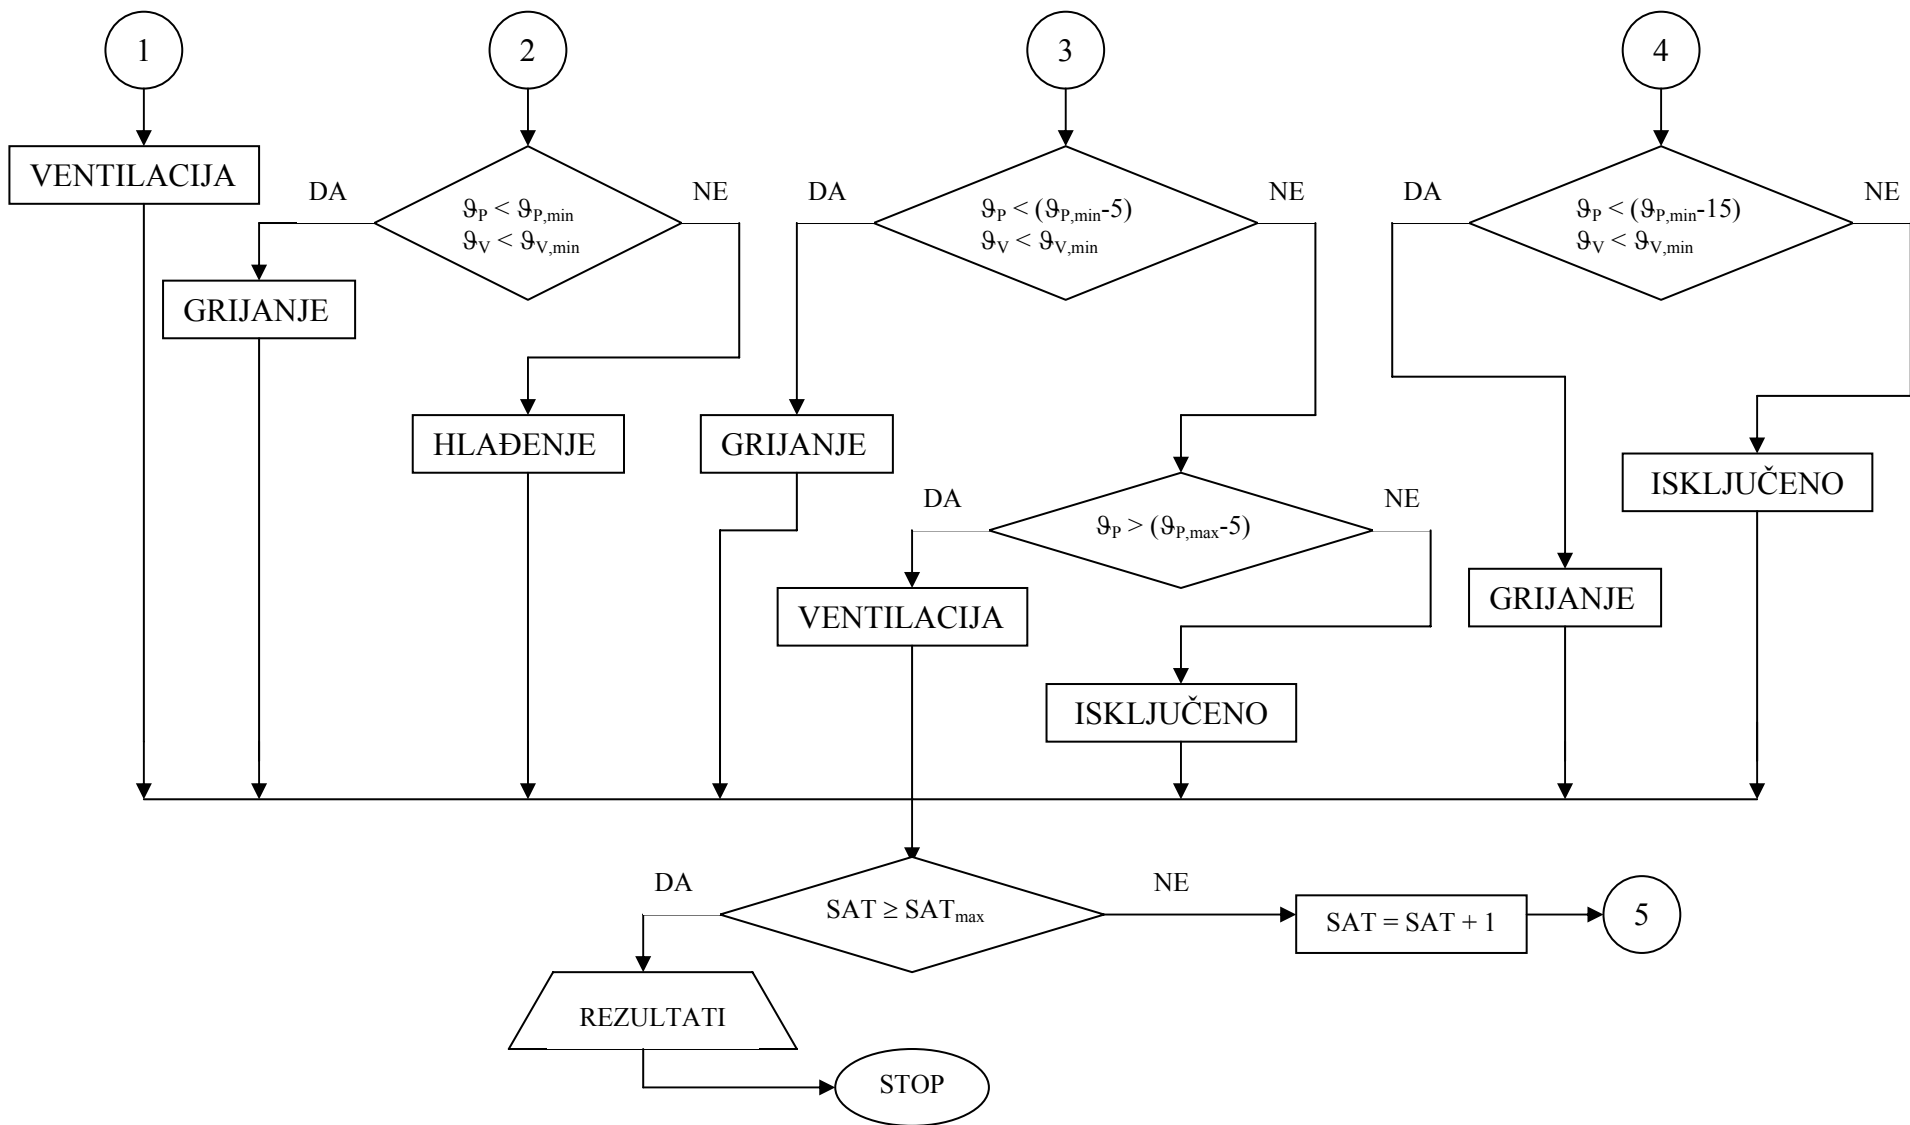 1
2
3
4
VENTILACIJA
DA
NE
ϑP < ϑP,min
ϑV < ϑV,min
GRIJANJE
HLAĐENJE
DA
NE
ϑP < (ϑP,min-5)
ϑV < ϑV,min
GRIJANJE
DA
NE
ϑP > (ϑP,max-5)
VENTILACIJA
ISKLJUČENO
DA
NE
ϑP < (ϑP,min-15)
ϑV < ϑV,min
ISKLJUČENO
GRIJANJE
DA
NE
SAT ≥ SATmax
SAT = SAT + 1
5
REZULTATI
STOP